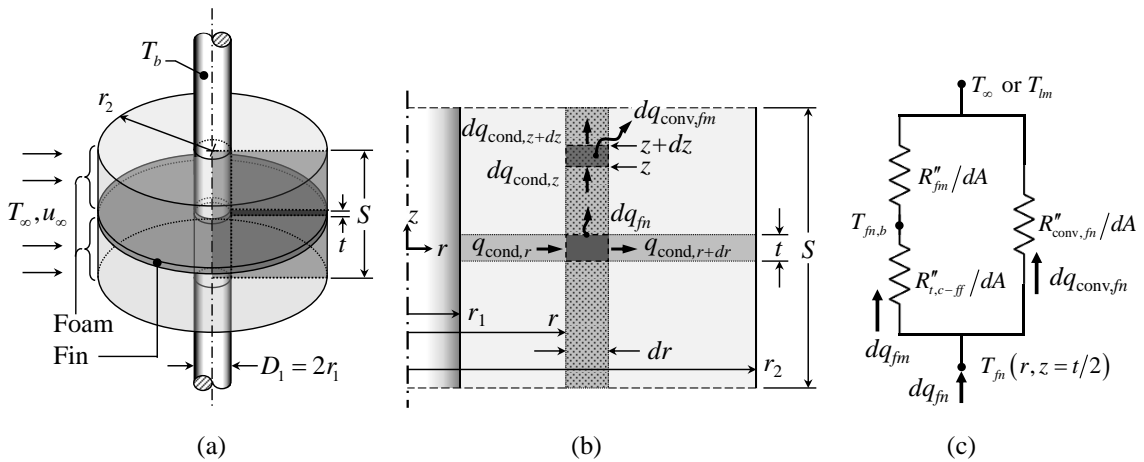 T_b
r_2
T_∞, u_∞
S
t
Foam
Fin
D_1 = 2r_1
(a)
dq_cond,z+dz
dq_conv,fm
z+dz
dq_cond,z
z
z
dq_fn
r
q_cond,r
q_cond,r+dr
t
S
r_1
r
dr
r_2
(b)
T_∞ or T_lm
R″_fm/dA
T_fn,b
R″_conv,fn/dA
R″_t,c−ff/dA
dq_conv,fn
dq_fm
T_fn(r, z = t/2)
dq_fn
(c)